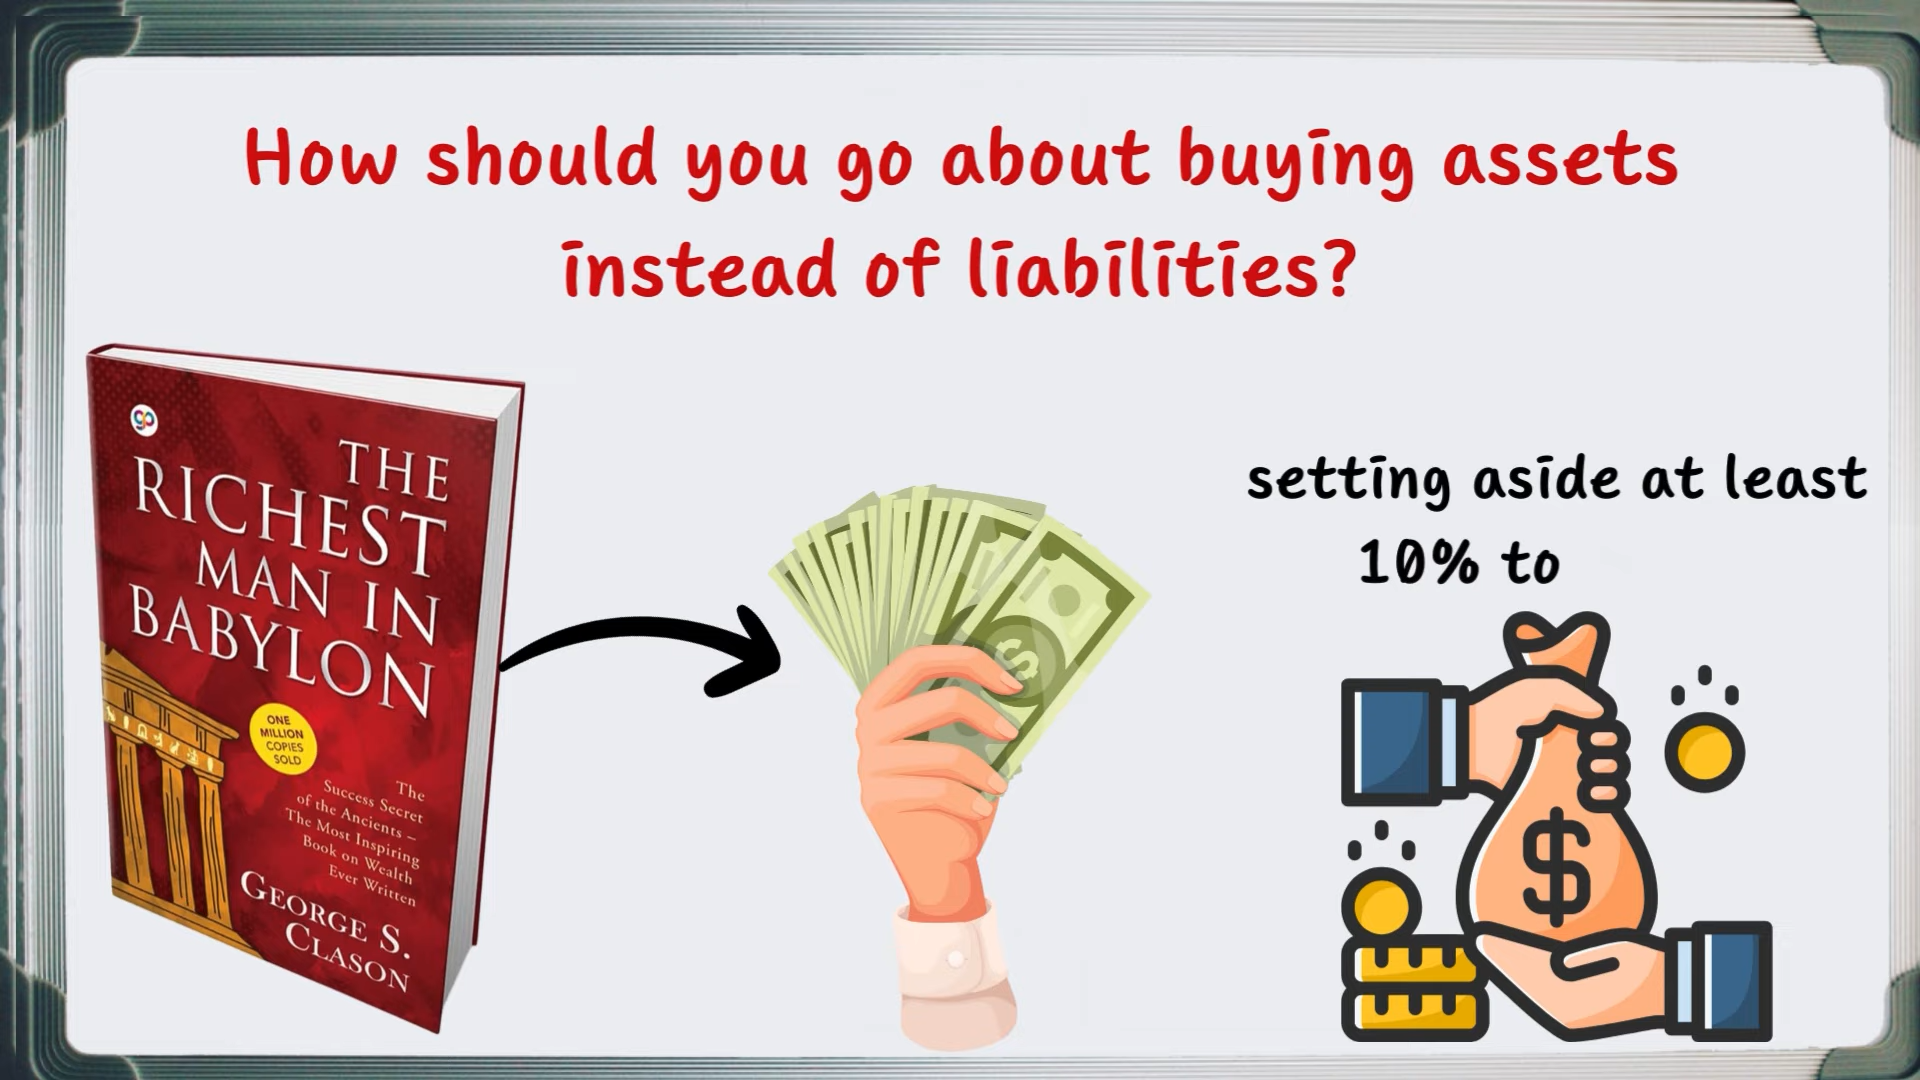 How should you go about buying assets
instead of liabilities?
go
THE
RICHEST
MAN IN
BABYLON
ONE
MILLION
COPIES
SOLD
The
Success Secret
of the Ancients –
The Most Inspiring
Book on Wealth
Ever Written
GEORGE S.
CLASON
$
setting aside at least
10% to
$